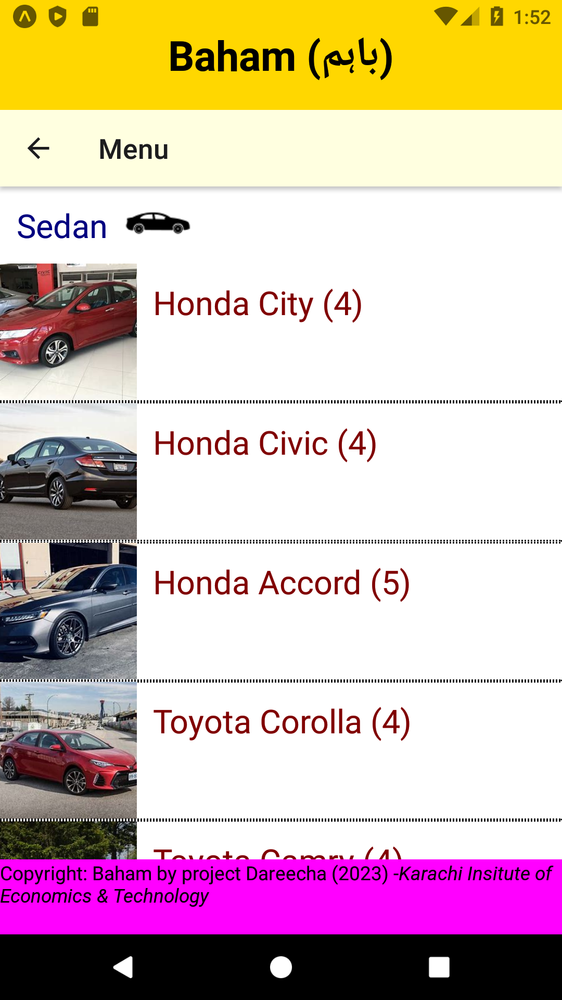 1:52
Baham (باہم)
Menu
Sedan
CIVIC
Honda City (4)
Honda Civic (4)
Honda Accord (5)
Toyota Corolla (4)
Toyota Camry (4)
Copyright: Baham by project Dareecha (2023) -Karachi Insitute of
Economics & Technology